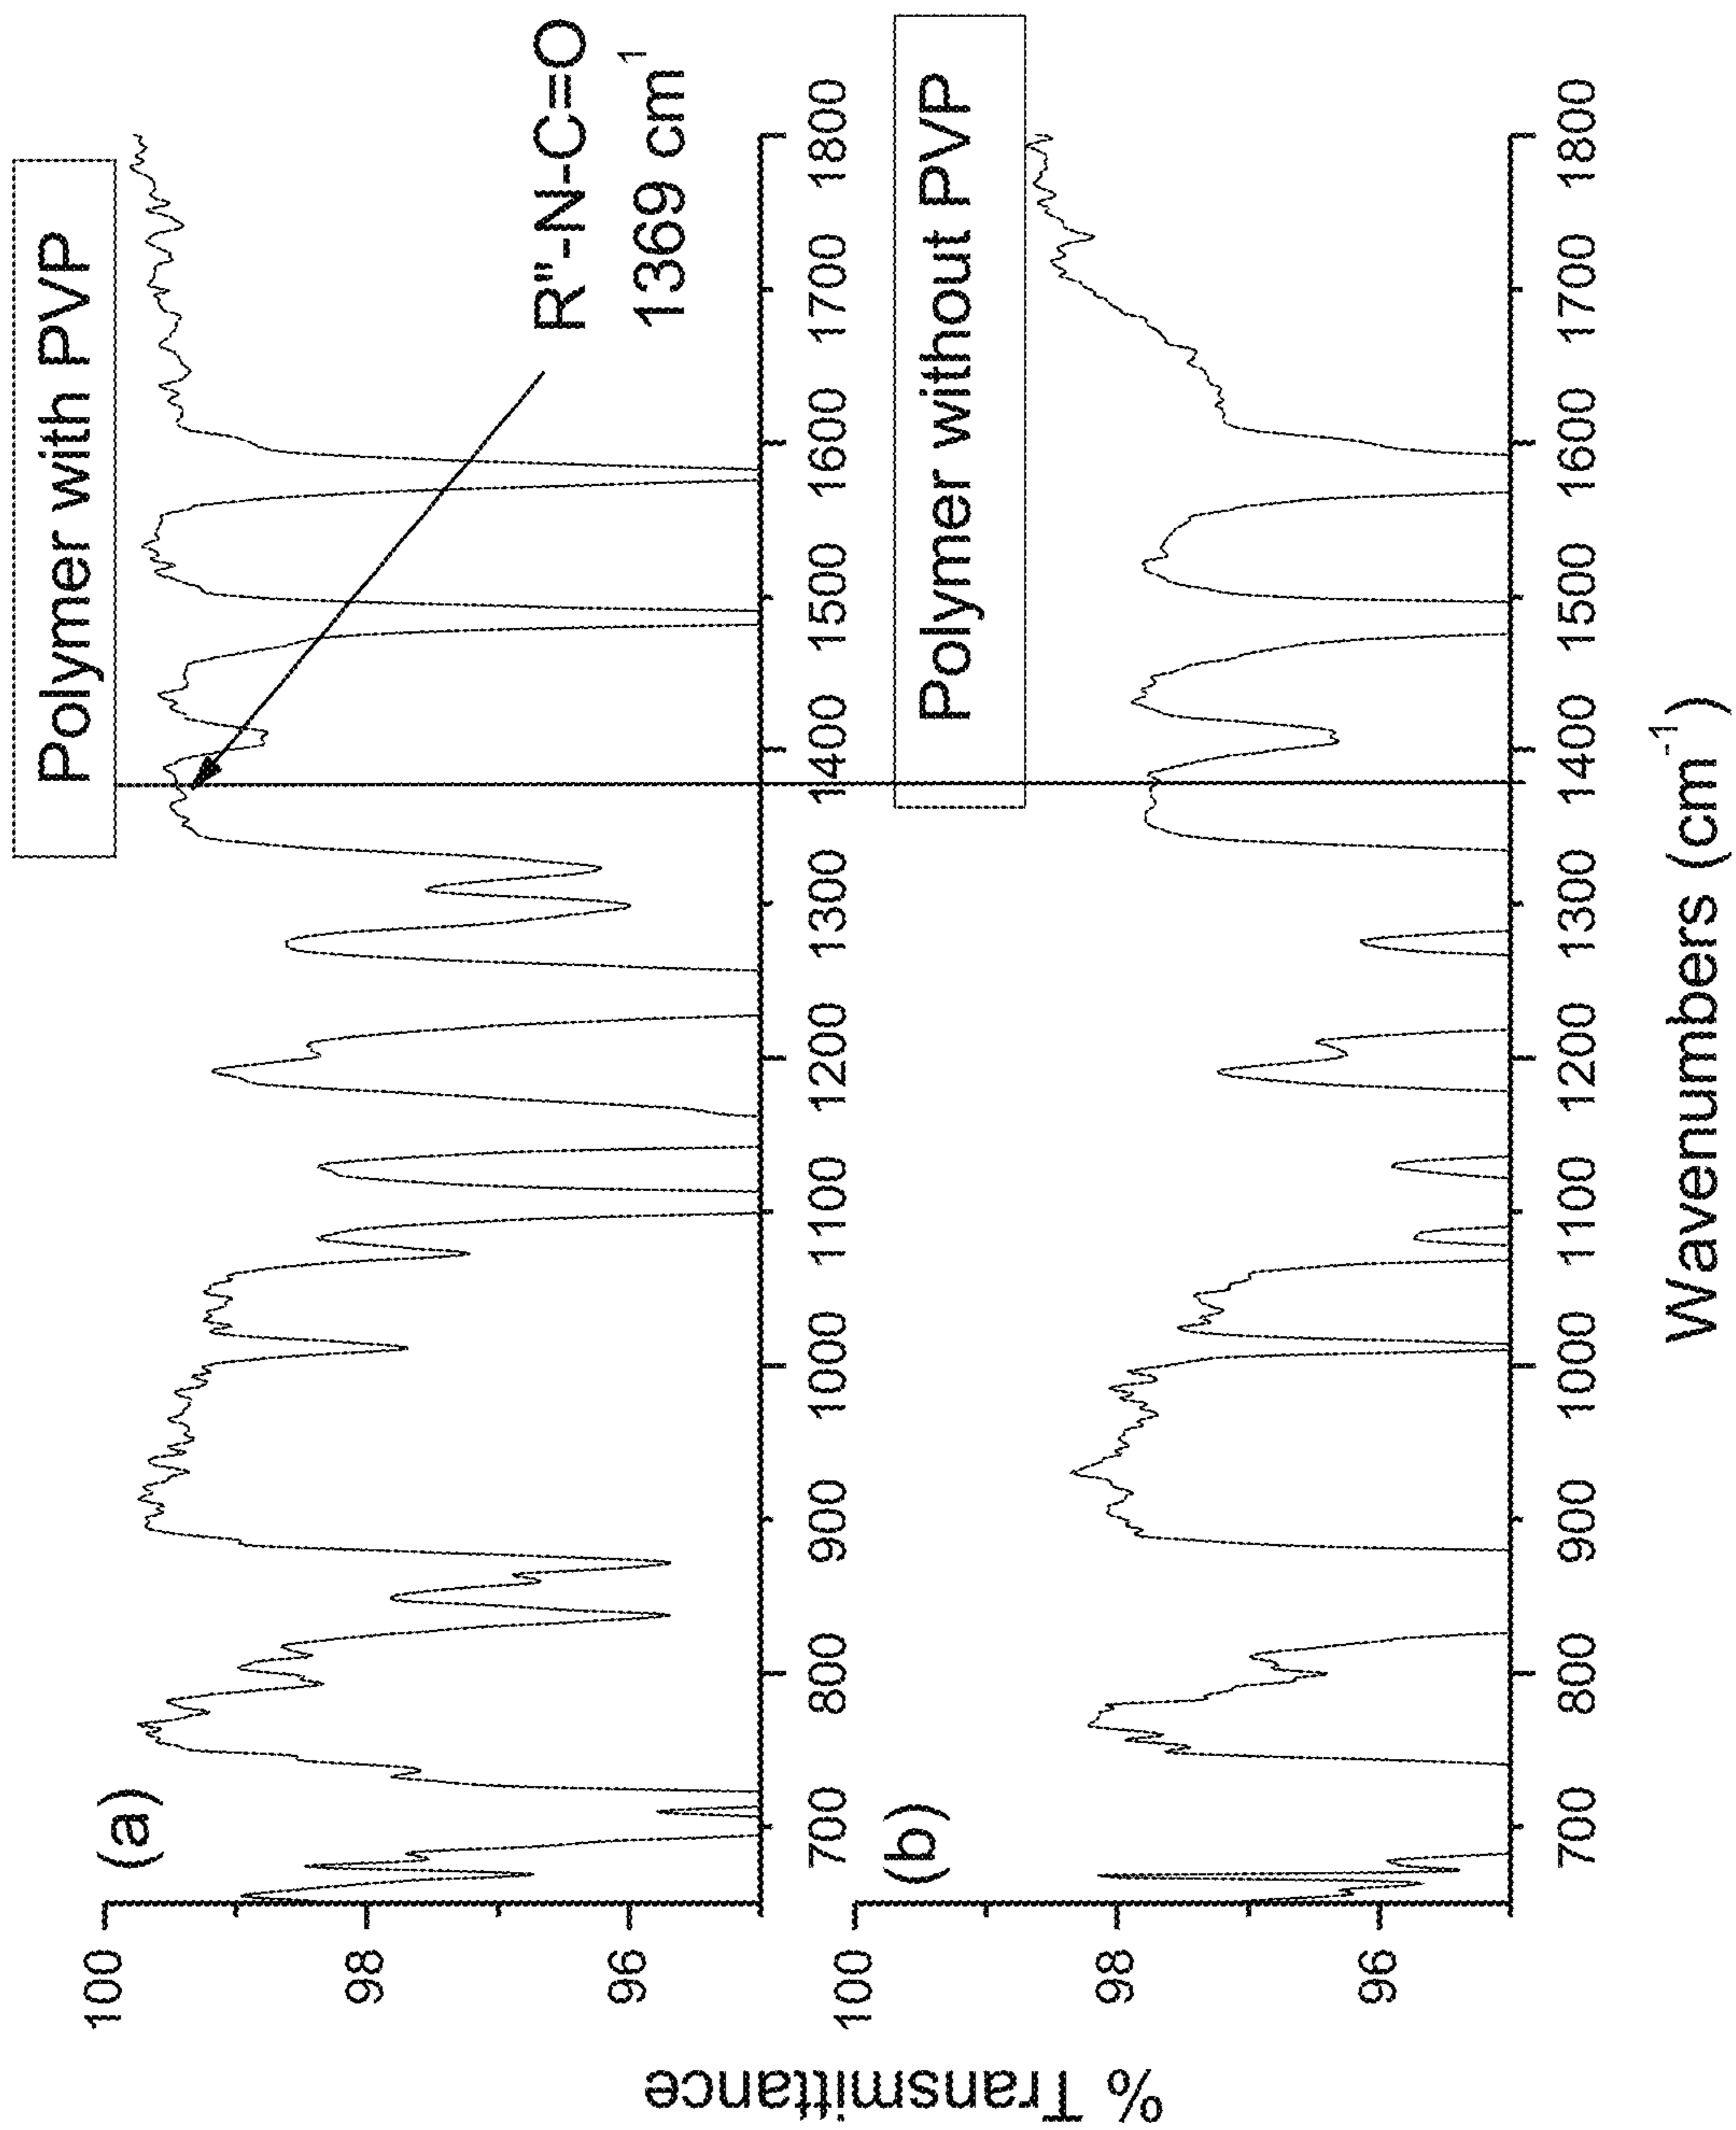 Polymer with PVP
(a)
R"-N-C=O
1369 cm1
100
98
96
700 800 900 1000 1100 1200 1300 1400 1500 1600 1700 1800
Polymer without PVP
(b)
100
98
96
700 800 900 1000 1100 1200 1300 1400 1500 1600 1700 1800
% Transmittance
Wavenumbers (cm-1)